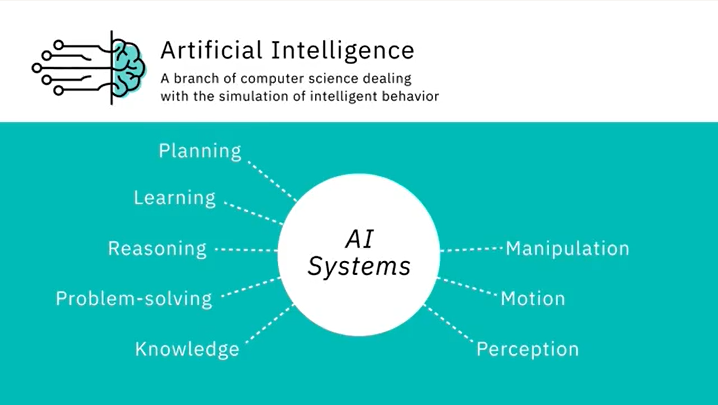 Artificial Intelligence
A branch of computer science dealing
with the simulation of intelligent behavior
Planning
Learning
Reasoning
Problem-solving
Knowledge
AI
Systems
Manipulation
Motion
Perception